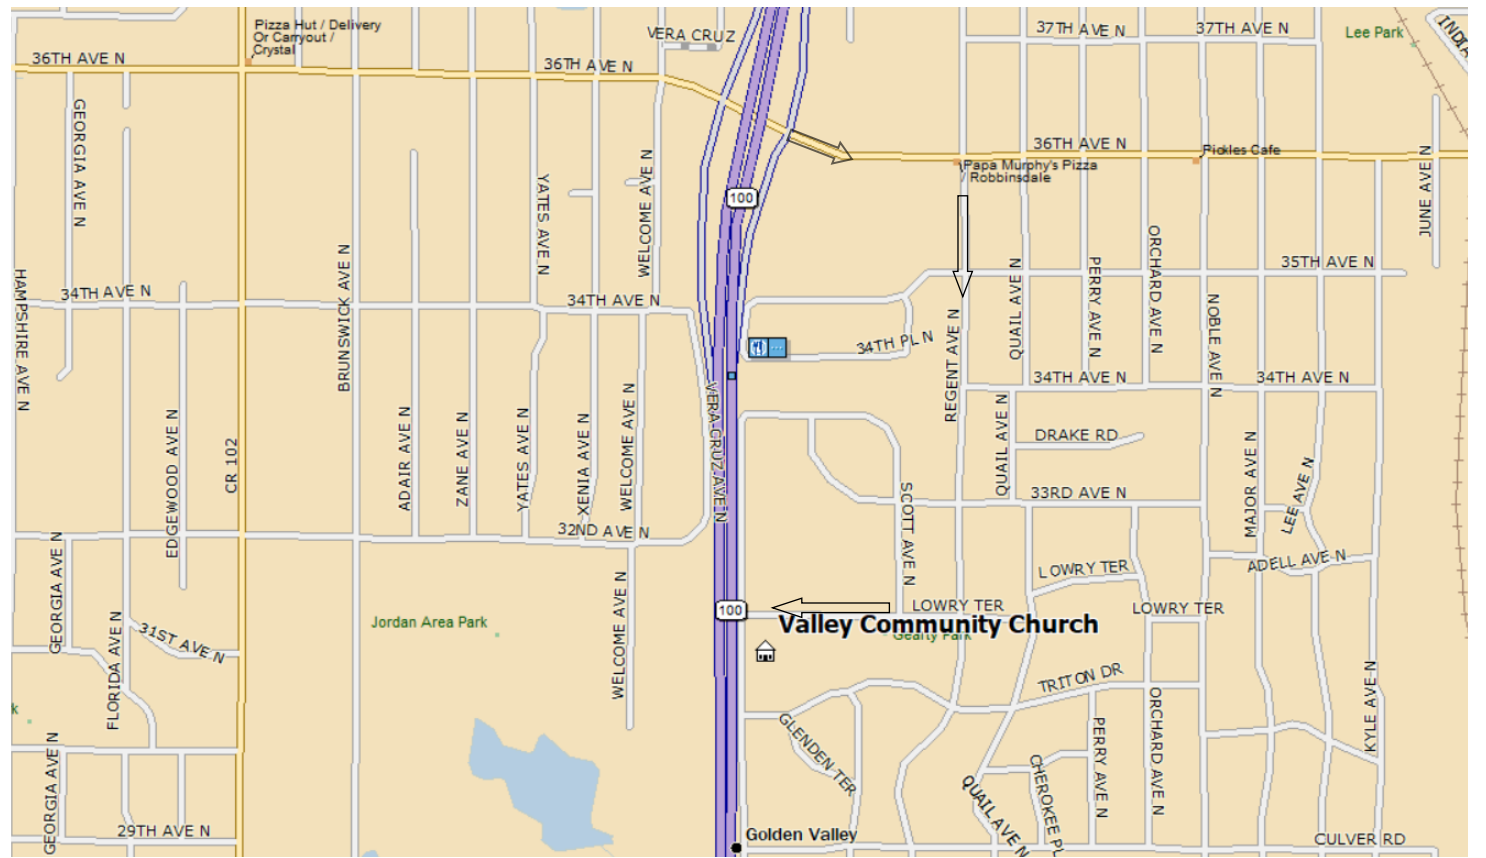 Pizza Hut / Delivery
Or Carryout /
Crystal
VERA CRUZ
37TH AVE N
37TH AVE N
Lee Park
36TH AVE N
36TH AVE N
GEORGIA AVE N
36TH AVE N
Pickles Cafe
Papa Murphy's Pizza
/ Robbinsdale
JUNE AVE N
YATES AVE N
WELCOME AVE N
100
ORCHARD AVE N
35TH AVE N
HAMPSHIRE AVE N
34TH AVE N
BRUNSWICK AVE N
34TH AVE N
QUAIL AVE N
PERRY AVE N
NOBLE AVE N
REGENT AVE N
34TH PL N
34TH AVE N
34TH AVE N
EDGEWOOD AVE N
CR 102
ADAIR AVE N
ZANE AVE N
YATES AVE N
XENIA AVE N
WELCOME AVE N
VERA CRUZ AVE N
QUAIL AVE N
DRAKE RD
MAJOR AVE N
LEE AVE N
33RD AVE N
SCOTT AVE N
32ND AVE N
GEORGIA AVE N
ADELL AVE N
LOWRY TER
WELCOME AVE N
100
LOWRY TER
LOWRY TER
Valley Community Church
Gearty Park
Jordan Area Park
FLORIDA AVE N
31ST AVE N
k
TRITON DR
KYLE AVE N
GLENDEN TER
PERRY AVE N
ORCHARD AVE N
GEORGIA AVE N
QUAIL AVE N
CHEROKEE PL
29TH AVE N
Golden Valley
CULVER RD